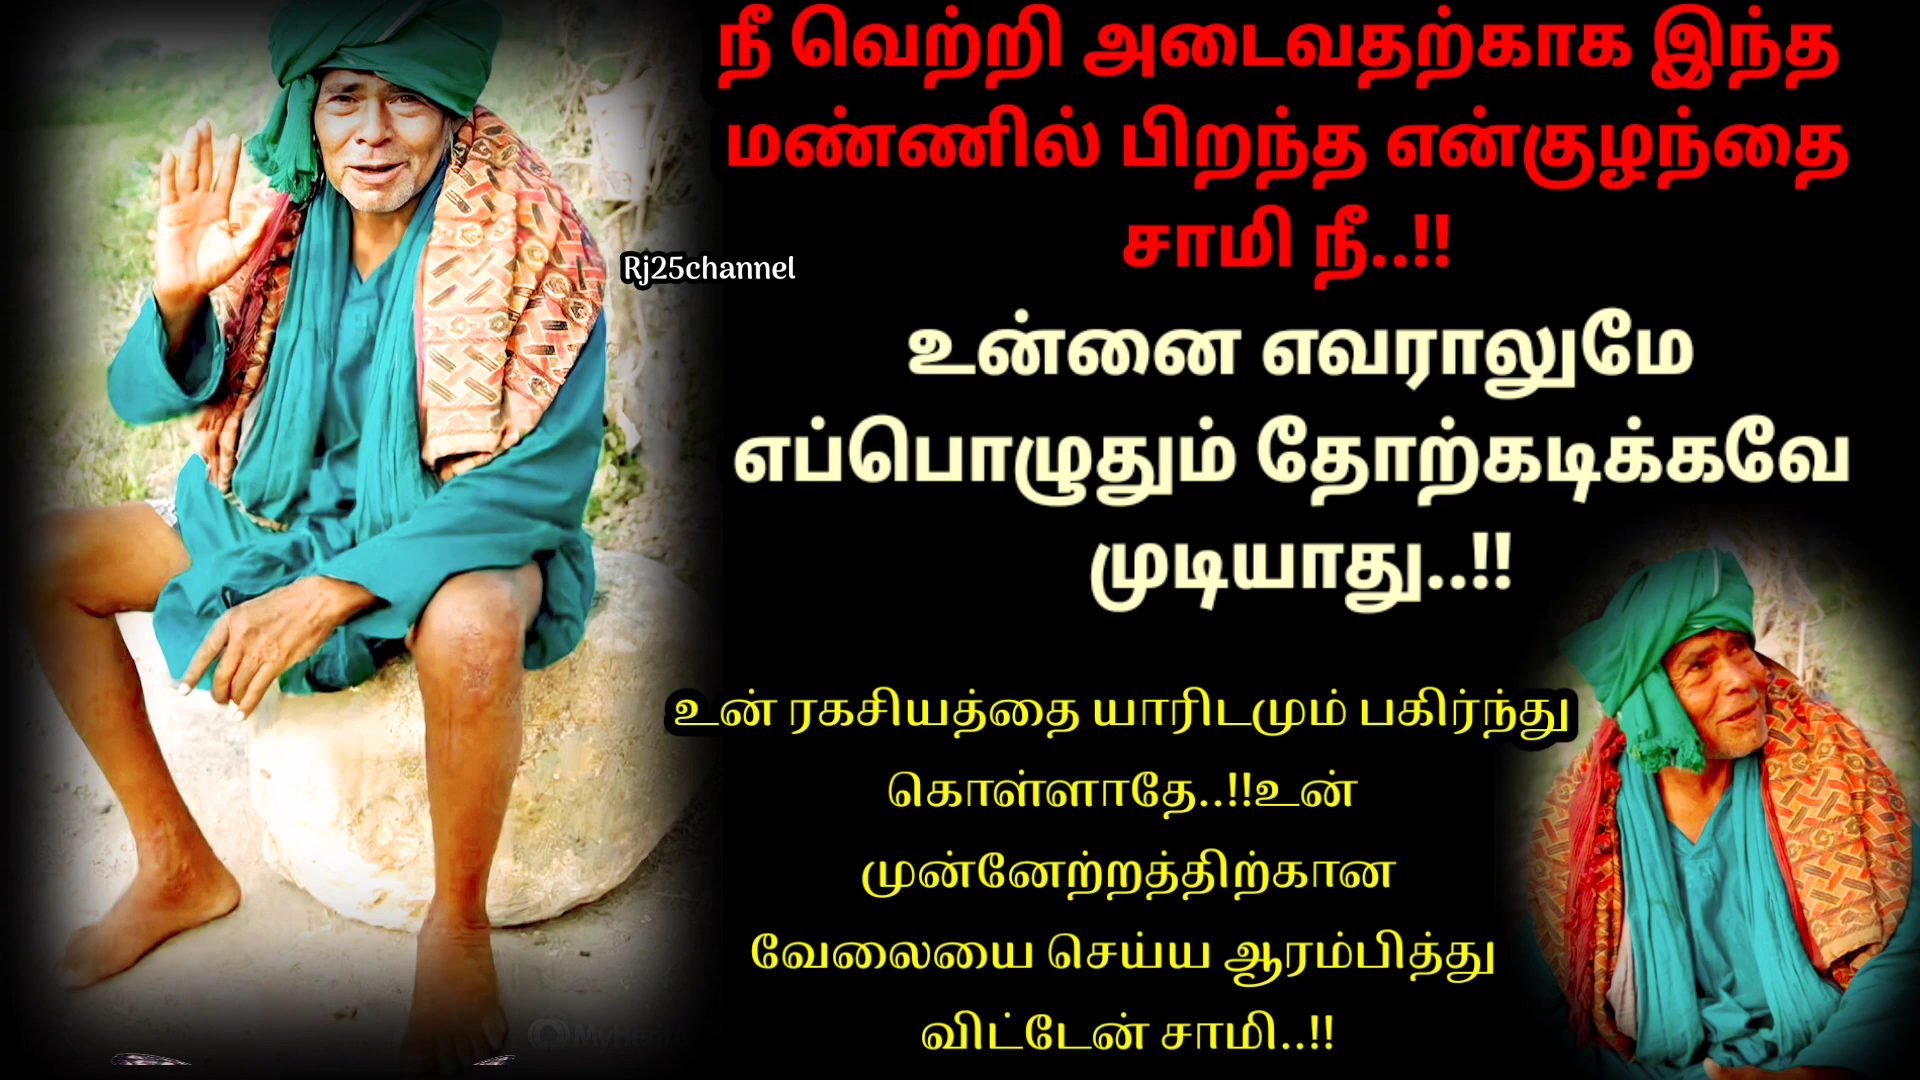 நீ வெற்றி அடைவதற்காக இந்த
மண்ணில் பிறந்த என்குழந்தை
சாமி நீ..!!
Rj25channel
உன்னை எவராலுமே
எப்பொழுதும் தோற்கடிக்கவே
முடியாது..!!
உன் ரகசியத்தை யாரிடமும் பகிர்ந்து
கொள்ளாதே..!!உன்
முன்னேற்றத்திற்கான
வேலையை செய்ய ஆரம்பித்து
விட்டேன் சாமி..!!